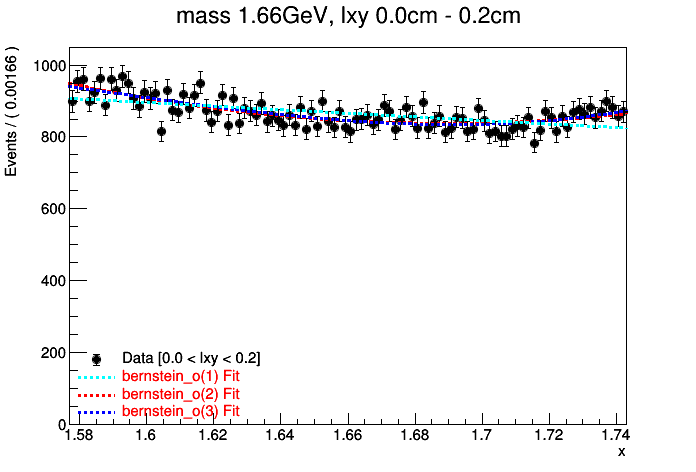 mass 1.66GeV, lxy 0.0cm - 0.2cm
Events / ( 0.00166 )
1000
800
600
400
200
0
Data [0.0 < lxy < 0.2]
bernstein_o(1) Fit
bernstein_o(2) Fit
bernstein_o(3) Fit
1.58 1.6 1.62 1.64 1.66 1.68 1.7 1.72 1.74
x